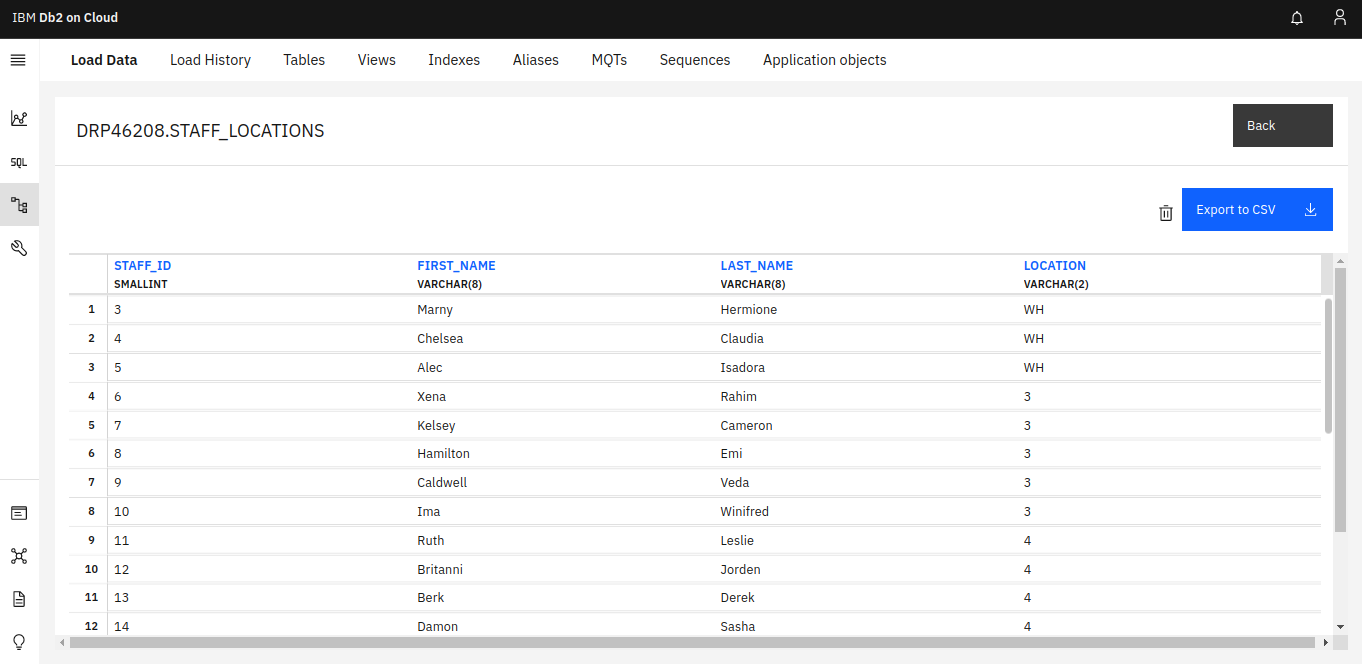 IBM Db2 on Cloud
Load Data Load History Tables Views Indexes Aliases MQTs Sequences Application objects
DRP46208.STAFF_LOCATIONS
Back
SQL
Export to CSV
STAFF_ID FIRST_NAME LAST_NAME LOCATION
SMALLINT VARCHAR(8) VARCHAR(8) VARCHAR(2)
1 3 Marny Hermione WH
2 4 Chelsea Claudia WH
3 5 Alec Isadora WH
4 6 Xena Rahim 3
5 7 Kelsey Cameron 3
6 8 Hamilton Emi 3
7 9 Caldwell Veda 3
8 10 Ima Winifred 3
9 11 Ruth Leslie 4
10 12 Britanni Jorden 4
11 13 Berk Derek 4
12 14 Damon Sasha 4